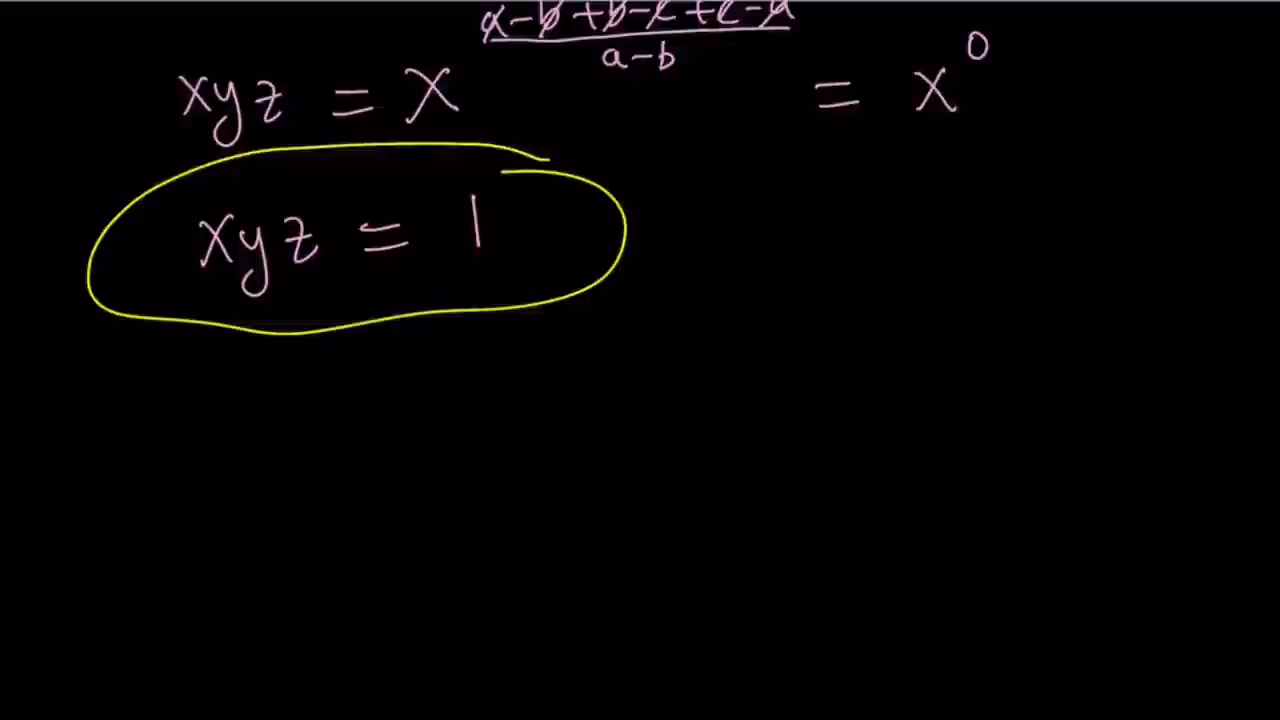 a-b+b-c+c-a
a-b
xyz = x = x⁰
xyz = 1